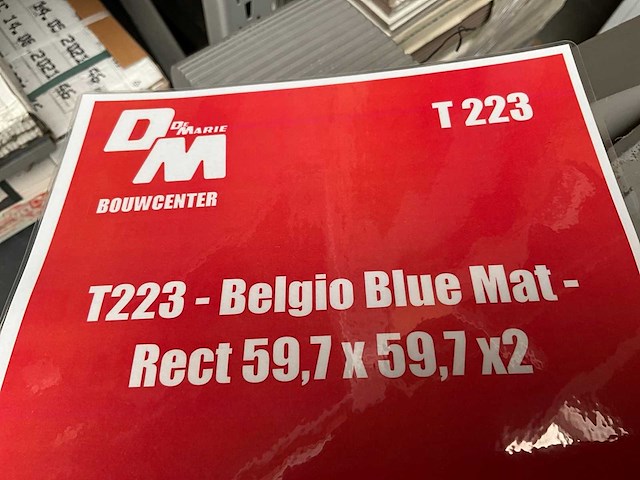 DM
DE MARIE
BOUWCENTER
T 223
T223 - Belgio Blue Mat -
Rect 59,7 x 59,7 x2